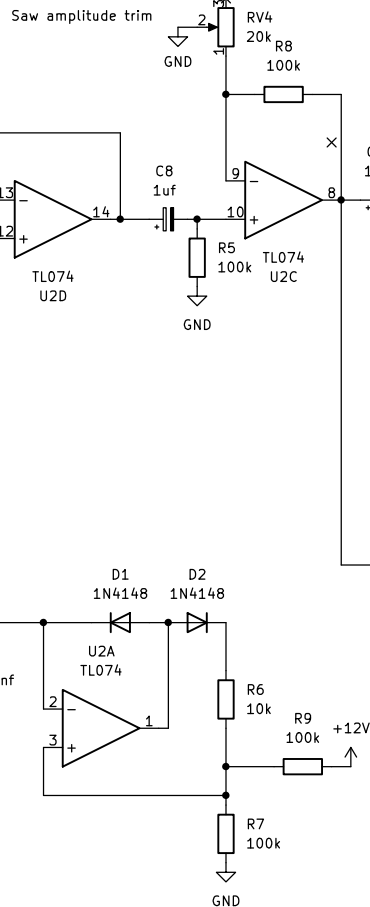 Saw amplitude trim
3
RV4
2
20k
1
GND
R8
100k
C8
1uf
13
14
12
9
10
8
R5
100k
TL074
U2D
TL074
U2C
GND
D1
D2
1N4148
1N4148
U2A
TL074
nf
2
1
3
R6
10k
R9
100k
+12V
R7
100k
GND